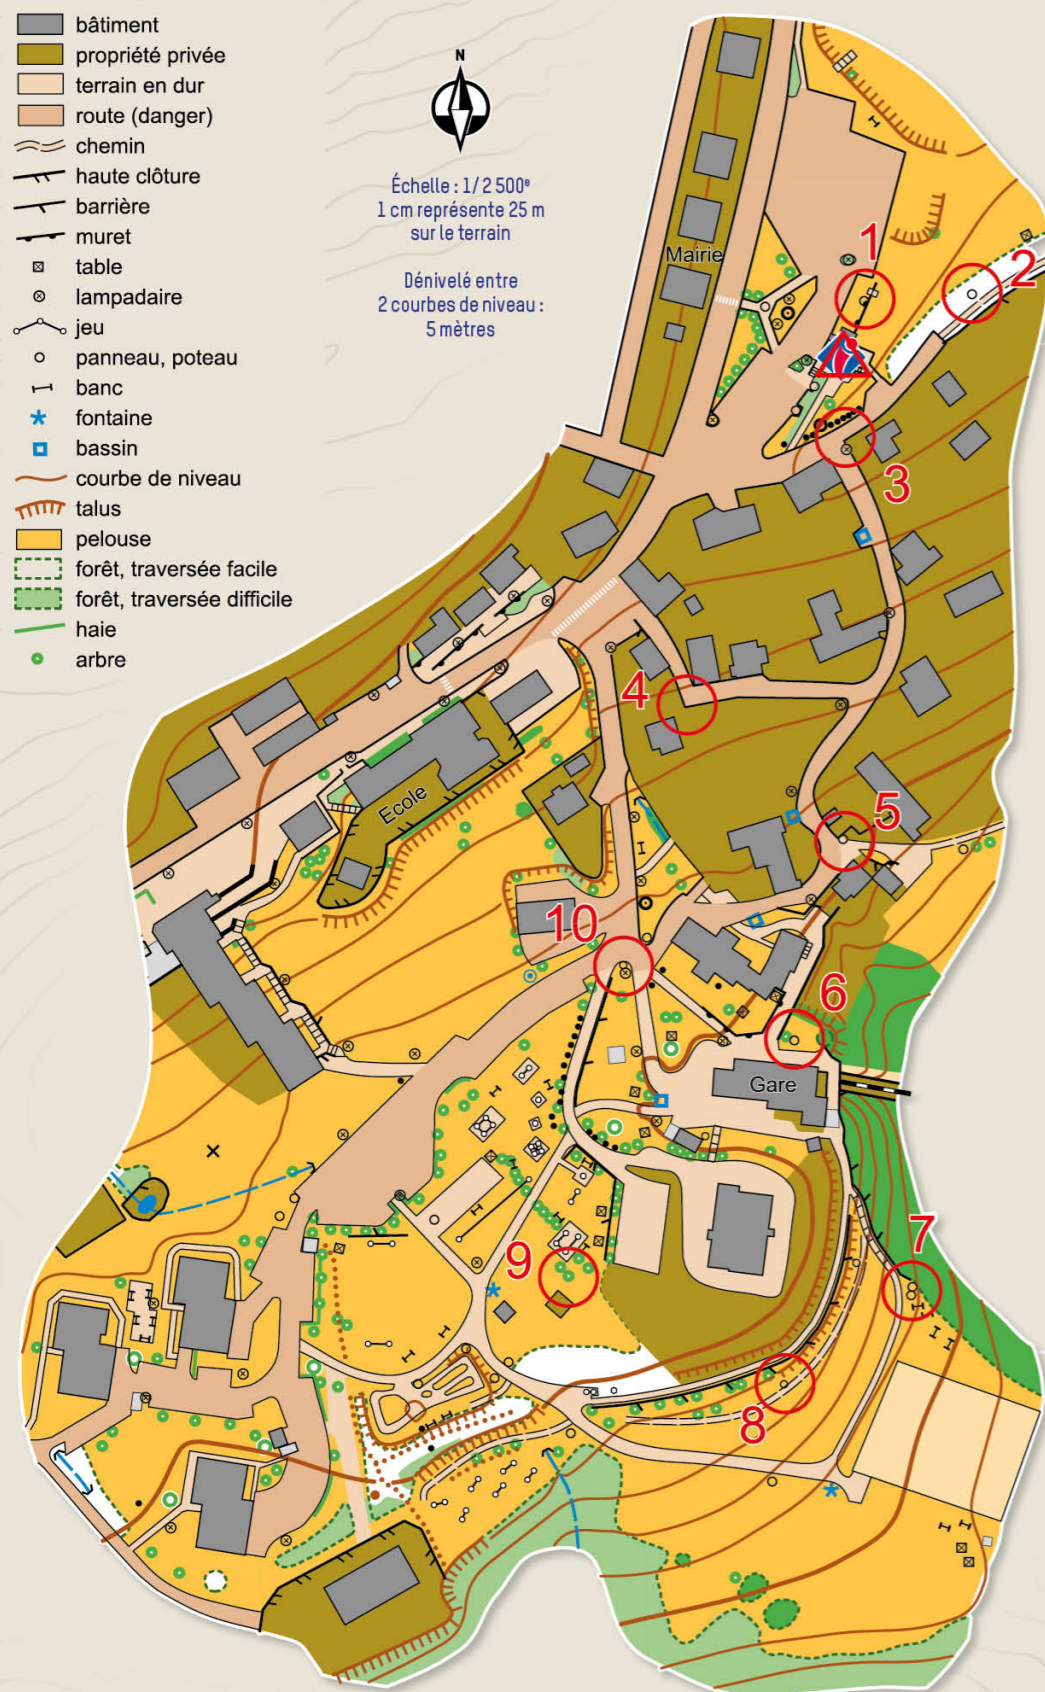 bâtiment
propriété privée
terrain en dur
route (danger)
chemin
haute clôture
barrière
muret
table
lampadaire
jeu
panneau, poteau
banc
fontaine
bassin
courbe de niveau
talus
pelouse
forêt, traversée facile
forêt, traversée difficile
haie
arbre
N
Échelle : 1/2 500e
1 cm représente 25 m
sur le terrain
Dénivelé entre
2 courbes de niveau :
5 mètres
Mairie
1
2
3
4
Ecole
5
10
6
Gare
7
9
8